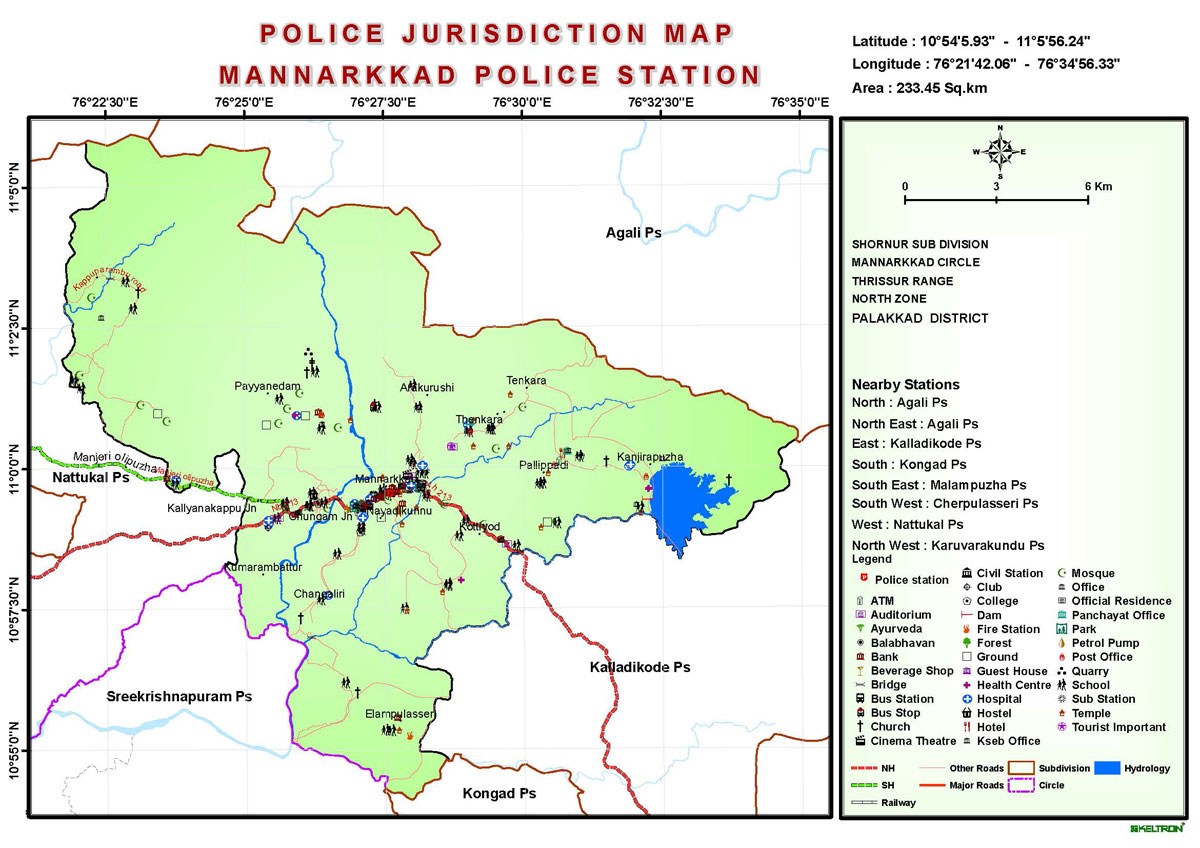 POLICE JURISDICTION MAP
MANNARKKAD POLICE STATION
Latitude : 10°54'5.93" - 11°5'56.24"
Longitude : 76°21'42.06" - 76°34'56.33"
Area : 233.45 Sq.km
76°22'30"E 76°25'0"E 76°27'30"E 76°30'0"E 76°32'30"E 76°35'0"E
11°5'0"N
11°2'30"N
11°0'0"N
10°57'30"N
10°55'0"N
Agali Ps
Kappuparambu road
Payyanedam
Arakurushi
Tenkara
Thenkara
Manjeri olipuzha
Manjeri olipuzha
Nattukal Ps
Pallippadi
Kanjirapuzha
Mannarkkad
Kallyanakappu Jn
NH 213
NH 213
Chungam Jn
Nayadikunnu
Kottiyod
Kumarambattur
Changaliri
Kalladikode Ps
Sreekrishnapuram Ps
Elampulasseri
Kongad Ps
N
W E
S
0 3 6 Km
SHORNUR SUB DIVISION
MANNARKKAD CIRCLE
THRISSUR RANGE
NORTH ZONE
PALAKKAD DISTRICT
Nearby Stations
North : Agali Ps
North East : Agali Ps
East : Kalladikode Ps
South : Kongad Ps
South East : Malampuzha Ps
South West : Cherpulasseri Ps
West : Nattukal Ps
North West : Karuvarakundu Ps
Legend
Police station
ATM
Auditorium
Ayurveda
Balabhavan
Bank
Beverage Shop
Bridge
Bus Station
Bus Stop
Church
Cinema Theatre
Civil Station
Club
College
Dam
Fire Station
Forest
Ground
Guest House
Health Centre
Hospital
Hostel
Hotel
Kseb Office
Mosque
Office
Official Residence
Panchayat Office
Park
Petrol Pump
Post Office
Quarry
School
Sub Station
Temple
Tourist Important
NH Other Roads Subdivision Hydrology
SH Major Roads Circle
Railway
KELTRON